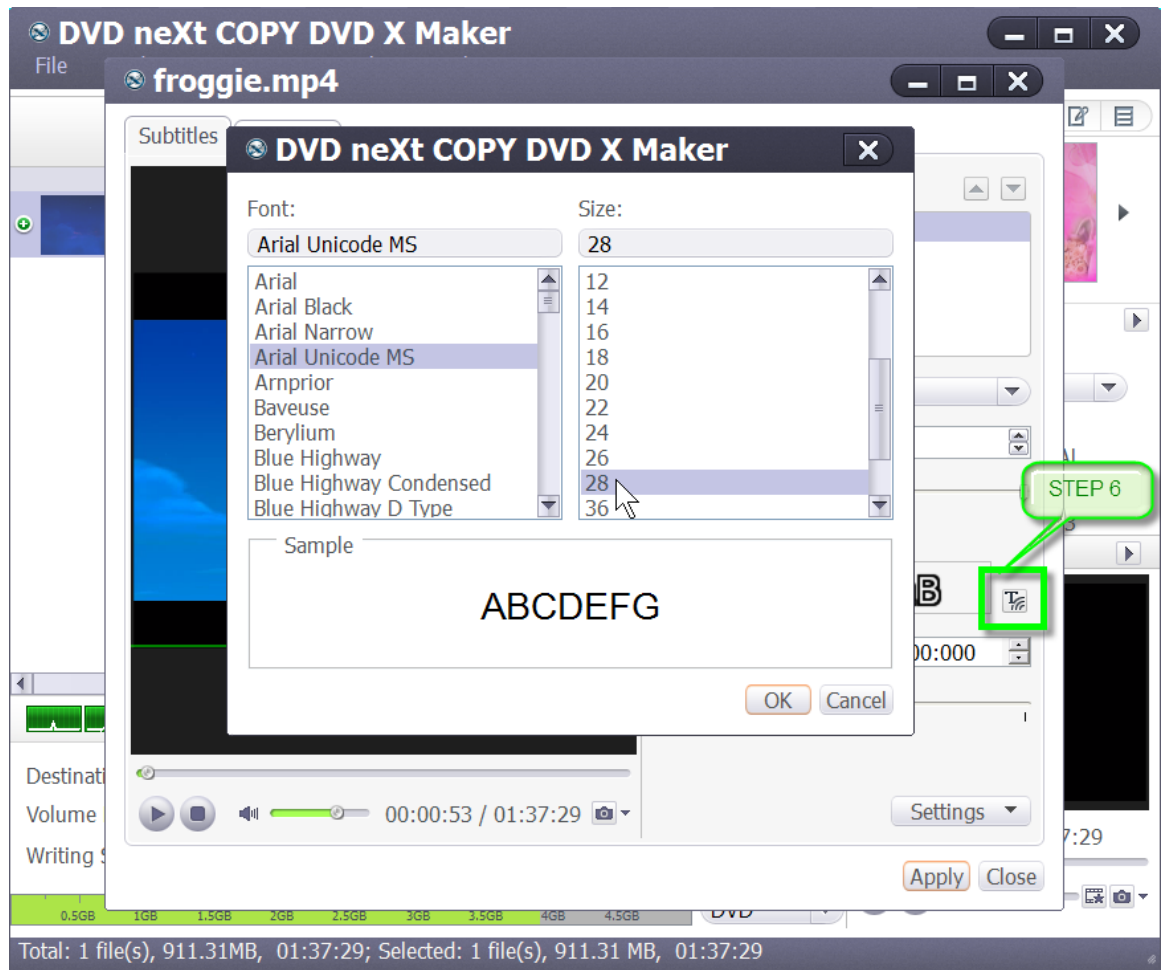 DVD neXt COPY DVD X Maker
File
froggie.mp4
Subtitles
DVD neXt COPY DVD X Maker
Font:
Size:
Arial Unicode MS
28
Arial
Arial Black
Arial Narrow
Arial Unicode MS
Arnprior
Baveuse
Berylium
Blue Highway
Blue Highway Condensed
Blue Highway D Type
12
14
16
18
20
22
24
26
28
36
STEP 6
Sample
ABCDEFG
B
00:000
OK
Cancel
Destinati
Volume
Writing
00:00:53 / 01:37:29
Settings
7:29
Apply
Close
0.5GB 1GB 1.5GB 2GB 2.5GB 3GB 3.5GB 4GB 4.5GB
DVD
Total: 1 file(s), 911.31MB, 01:37:29; Selected: 1 file(s), 911.31 MB, 01:37:29